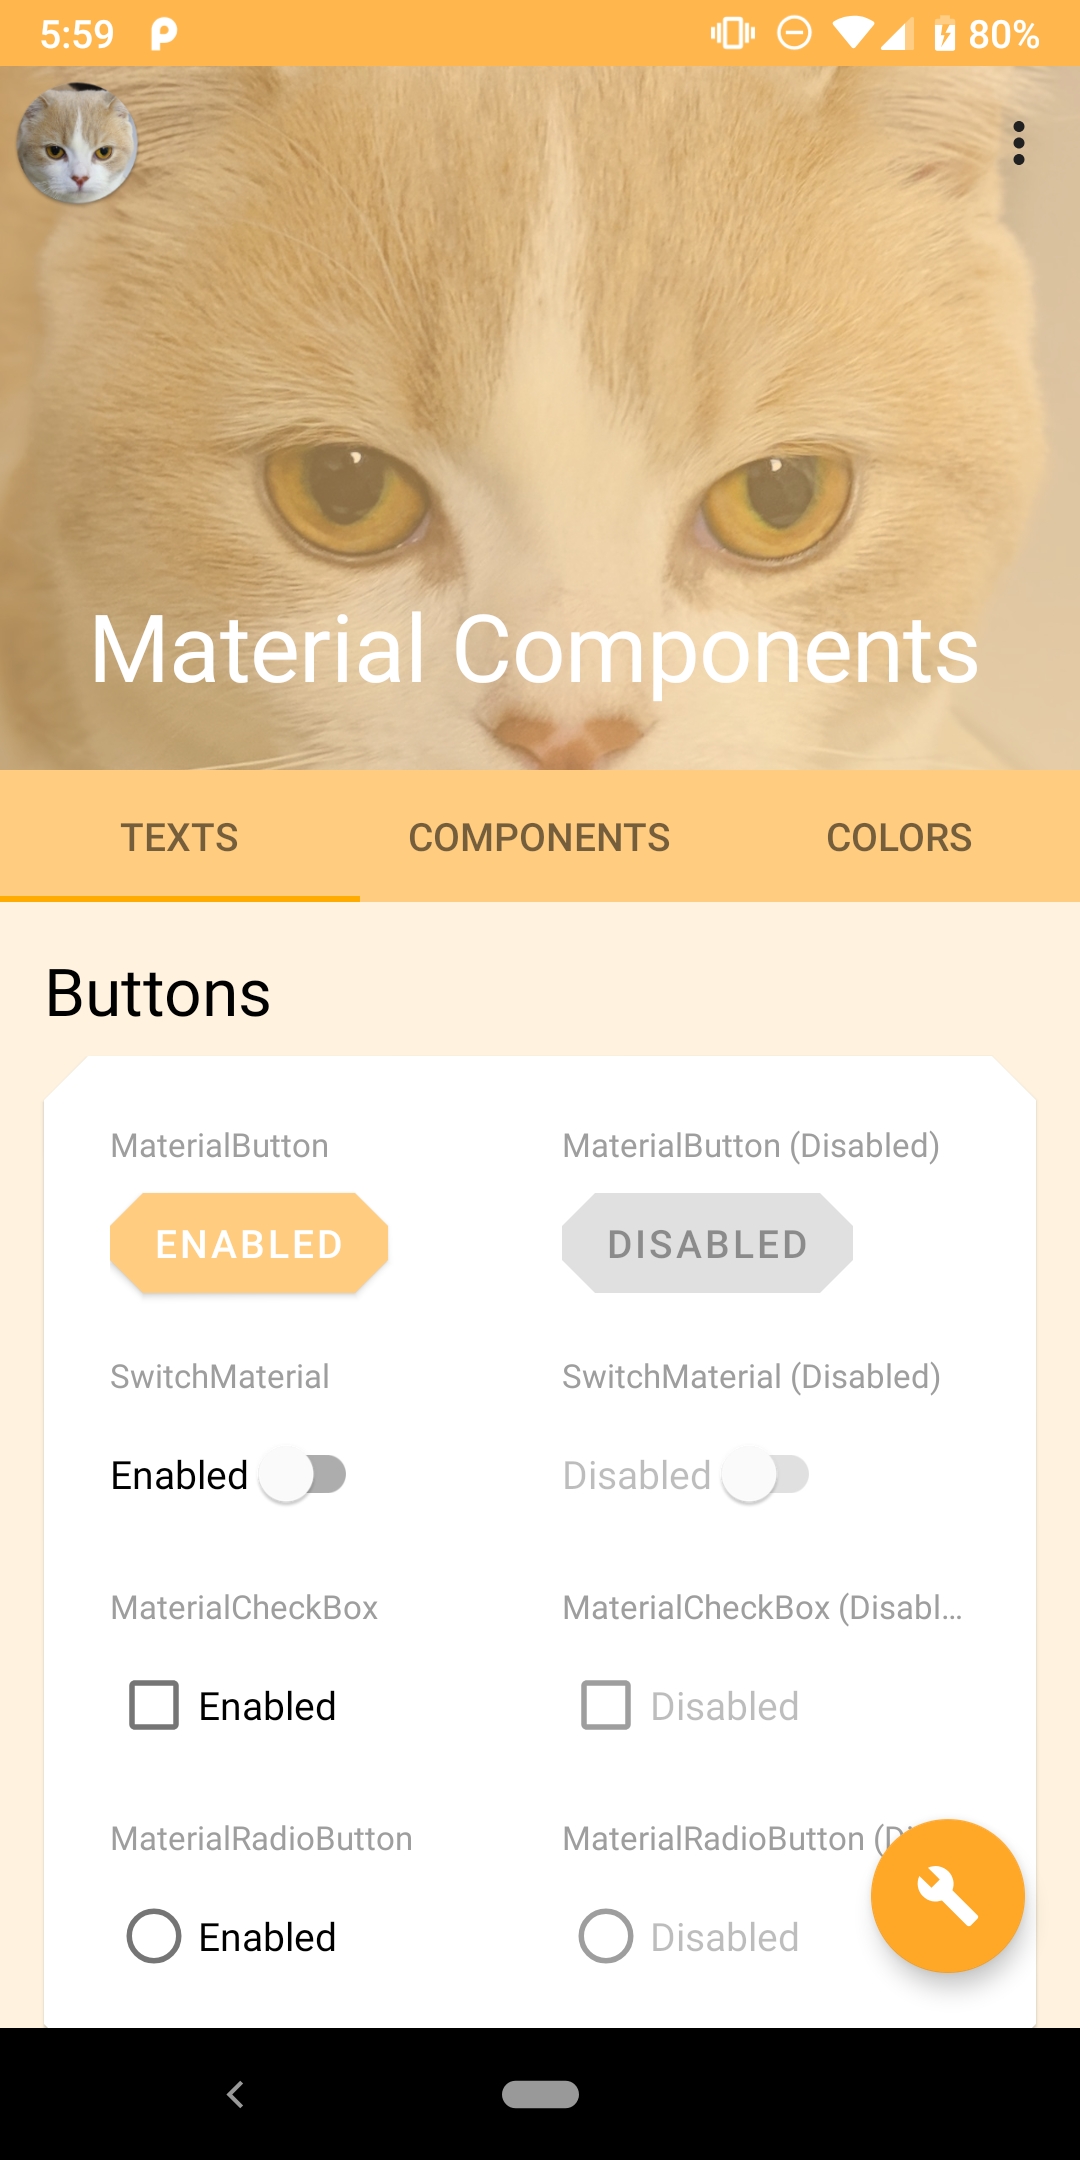 5:59 80%
Material Components
TEXTS COMPONENTS COLORS
Buttons
MaterialButton MaterialButton (Disabled)
ENABLED DISABLED
SwitchMaterial SwitchMaterial (Disabled)
Enabled Disabled
MaterialCheckBox MaterialCheckBox (Disabl...
Enabled Disabled
MaterialRadioButton MaterialRadioButton
Enabled Disabled